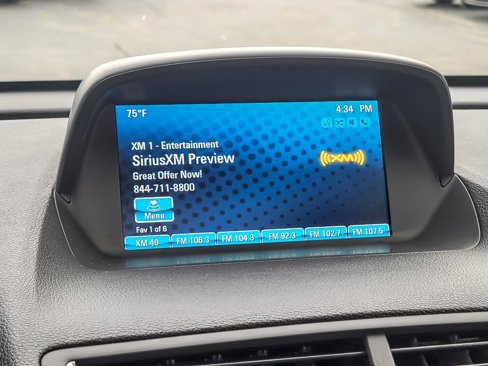 75°F 4:34 PM
XM 1 - Entertainment
SiriusXM Preview
Great Offer Now!
844-711-8800
XM
Menu
Fav 1 of 6
XM 49 FM 106.3 FM 104.3 FM 92.3 FM 102.7 FM 107.5